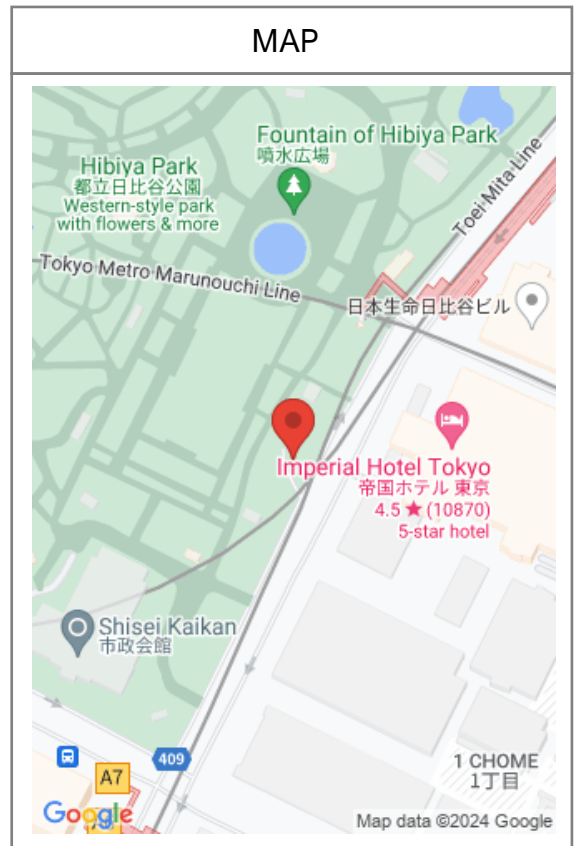 MAP
Fountain of Hibiya Park
噴水広場
Hibiya Park
都立日比谷公園
Western-style park
with flowers & more
Toei Mita Line
Tokyo Metro Marunouchi Line
日本生命日比谷ビル
Imperial Hotel Tokyo
帝国ホテル 東京
4.5 ★ (10870)
5-star hotel
Shisei Kaikan
市政会館
409
1 CHOME
1丁目
A7
Google
Map data ©2024 Google